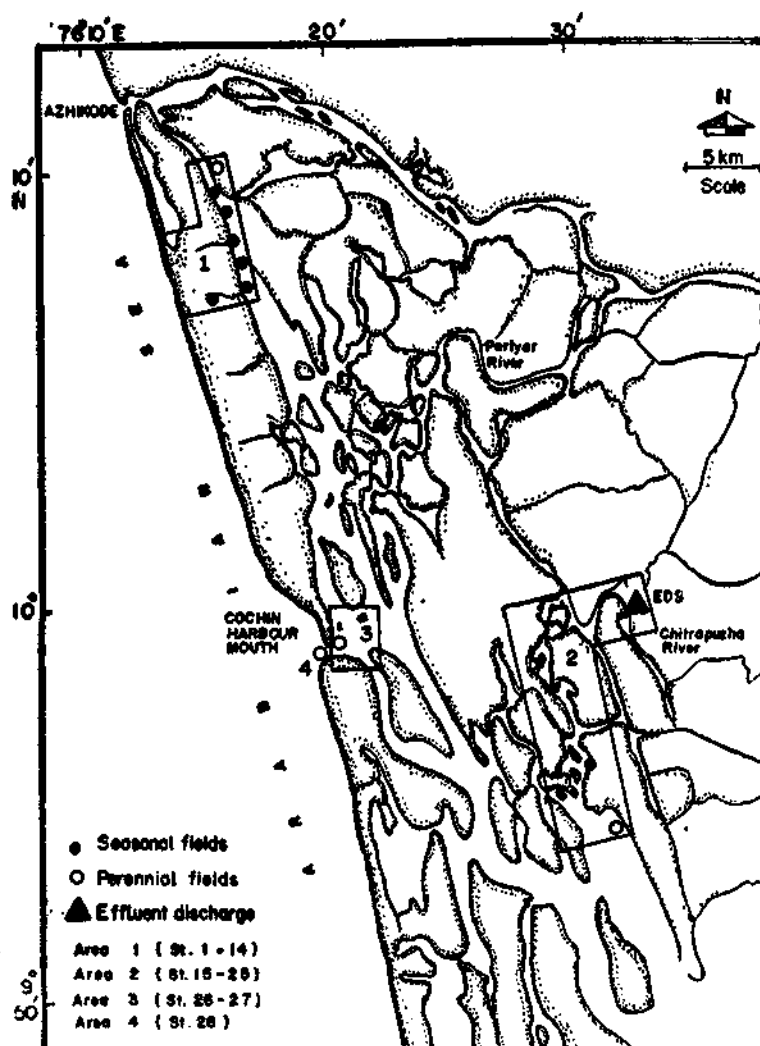 76°10'E 20' 30'
AZHIKODE
N
5 km
Scale
10'
N
1
Periyar
River
10°
COCHIN
HARBOUR
MOUTH
3
4
2
EDS
Chitrapuzha
River
A
R
A
B
I
A
N
S
E
A
Seasonal fields
Perennial fields
Effluent discharge
Area 1 ( St. 1-14)
Area 2 ( St. 15-25)
Area 3 ( St. 26-27)
Area 4 ( St. 28 )
9°
50'